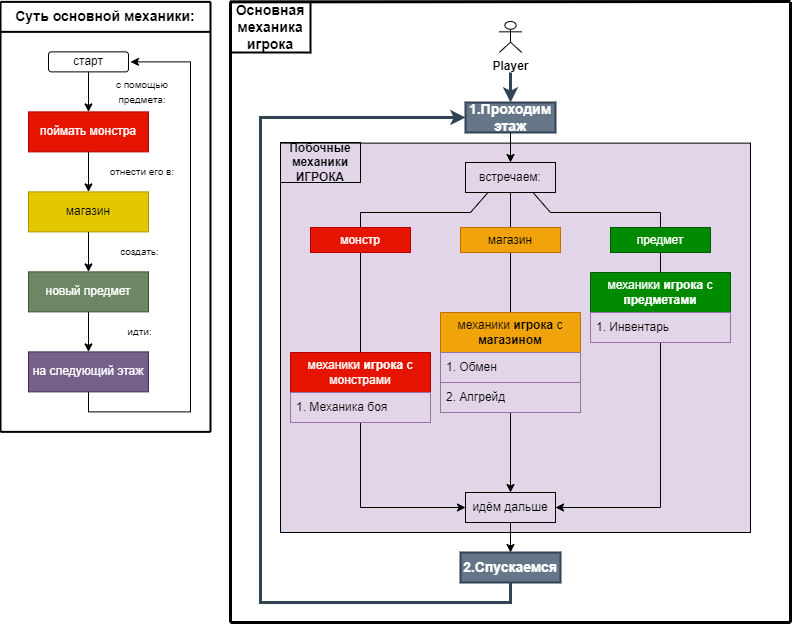 Суть основной механики:
старт
с помощью
предмета:
поймать монстра
отнести его в:
магазин
создать:
новый предмет
идти:
на следующий этаж
Основная
механика
игрока
Player
1.Проходим
этаж
Побочные
механики
ИГРОКА
встречаем:
монстр
магазин
предмет
механики игрока с
предметами
1. Инвентарь
механики игрока с
магазином
1. Обмен
2. Апгрейд
механики игрока с
монстрами
1. Механика боя
идём дальше
2.Спускаемся